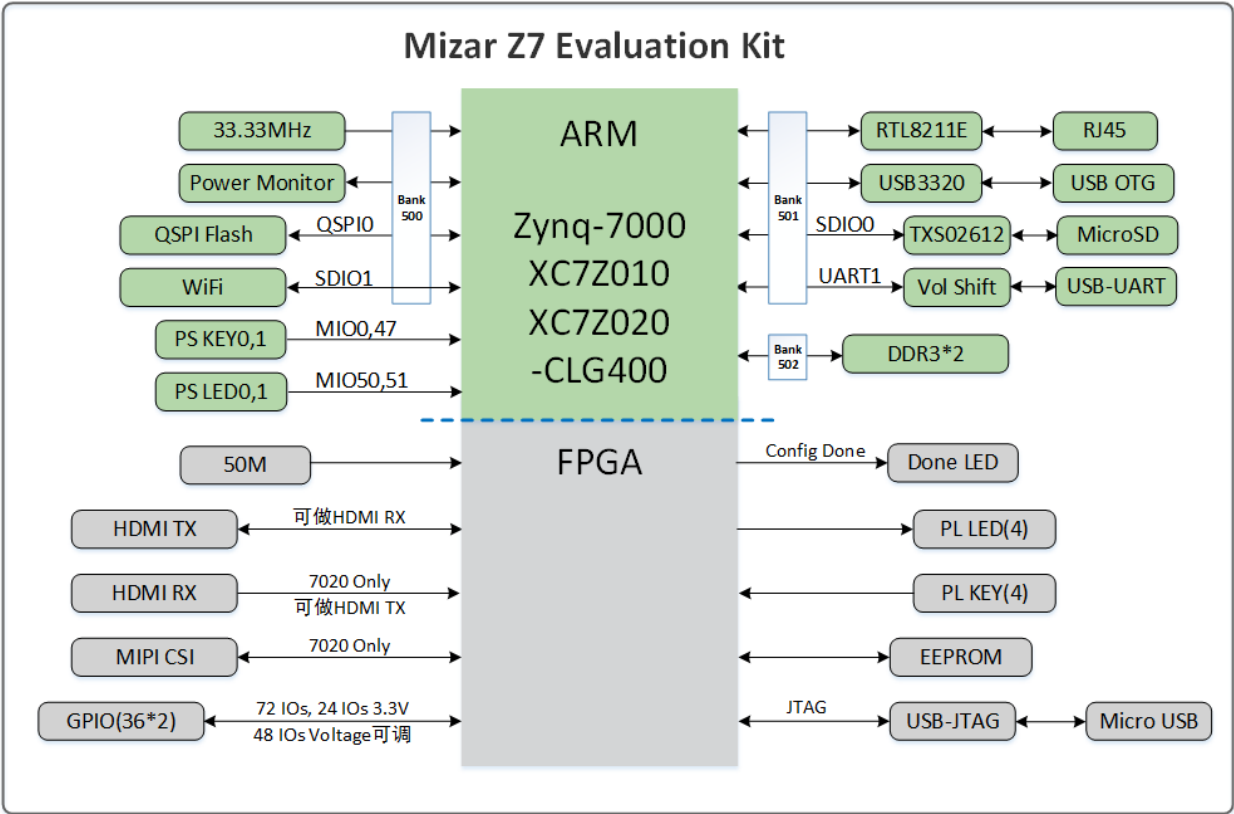 Mizar Z7 Evaluation Kit
33.33MHz
Power Monitor
QSPI Flash
QSPI0
WiFi
SDIO1
PS KEY0,1
MIO0,47
PS LED0,1
MIO50,51
Bank
500
ARM
Zynq-7000
XC7Z010
XC7Z020
-CLG400
Bank
501
RTL8211E
RJ45
USB3320
USB OTG
SDIO0
TXS02612
MicroSD
UART1
Vol Shift
USB-UART
Bank
502
DDR3*2
50M
HDMI TX
可做HDMI RX
HDMI RX
7020 Only
可做HDMI TX
MIPI CSI
7020 Only
GPIO(36*2)
72 IOs, 24 IOs 3.3V
48 IOs Voltage可调
FPGA
Config Done
Done LED
PL LED(4)
PL KEY(4)
EEPROM
JTAG
USB-JTAG
Micro USB